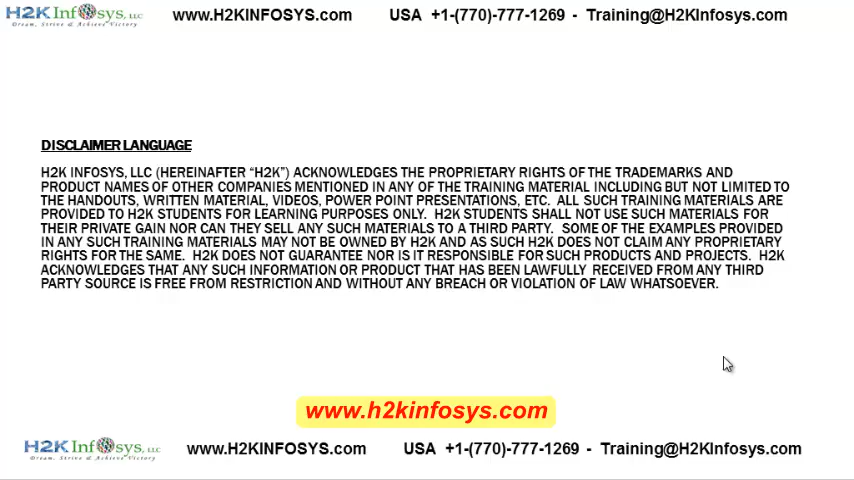 H2K Infosys, LLC www.H2KINFOSYS.com USA +1-(770)-777-1269 - Training@H2KInfosys.com
Dream, Strive & Achieve Victory
DISCLAIMER LANGUAGE
H2K INFOSYS, LLC (HEREINAFTER “H2K”) ACKNOWLEDGES THE PROPRIETARY RIGHTS OF THE TRADEMARKS AND
PRODUCT NAMES OF OTHER COMPANIES MENTIONED IN ANY OF THE TRAINING MATERIAL INCLUDING BUT NOT LIMITED TO
THE HANDOUTS, WRITTEN MATERIAL, VIDEOS, POWER POINT PRESENTATIONS, ETC. ALL SUCH TRAINING MATERIALS ARE
PROVIDED TO H2K STUDENTS FOR LEARNING PURPOSES ONLY. H2K STUDENTS SHALL NOT USE SUCH MATERIALS FOR
THEIR PRIVATE GAIN NOR CAN THEY SELL ANY SUCH MATERIALS TO A THIRD PARTY. SOME OF THE EXAMPLES PROVIDED
IN ANY SUCH TRAINING MATERIALS MAY NOT BE OWNED BY H2K AND AS SUCH H2K DOES NOT CLAIM ANY PROPRIETARY
RIGHTS FOR THE SAME. H2K DOES NOT GUARANTEE NOR IS IT RESPONSIBLE FOR SUCH PRODUCTS AND PROJECTS. H2K
ACKNOWLEDGES THAT ANY SUCH INFORMATION OR PRODUCT THAT HAS BEEN LAWFULLY RECEIVED FROM ANY THIRD
PARTY SOURCE IS FREE FROM RESTRICTION AND WITHOUT ANY BREACH OR VIOLATION OF LAW WHATSOEVER.
www.h2kinfosys.com
H2K Infosys, LLC www.H2KINFOSYS.com USA +1-(770)-777-1269 - Training@H2KInfosys.com
Dream, Strive & Achieve Victory